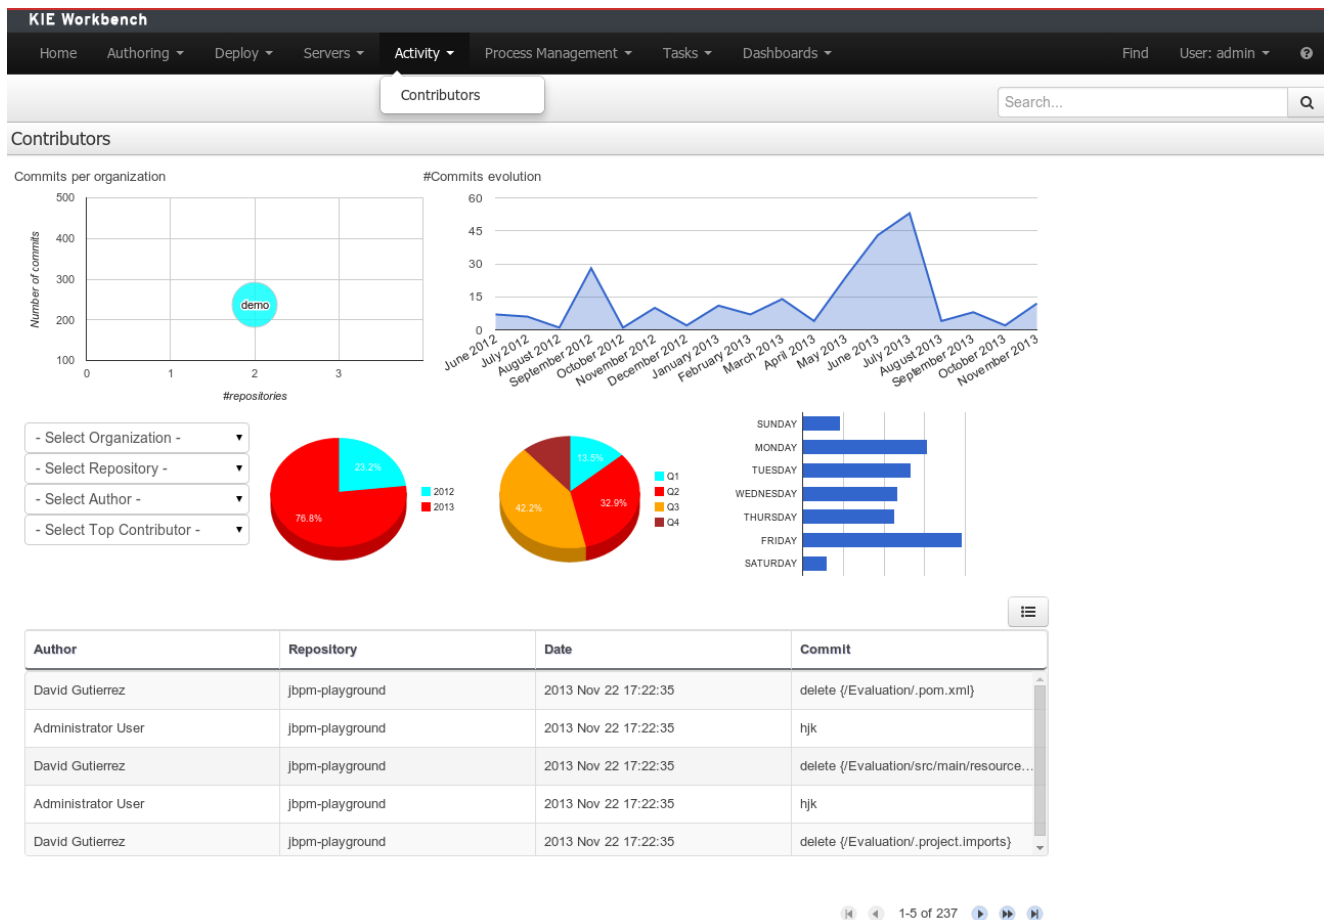 KIE Workbench
Home Authoring Deploy Servers Activity Process Management Tasks Dashboards Find User: admin ?
Contributors
Search...
Contributors
Commits per organization
500
400
300
200
100
Number of commits
demo
0 1 2 3
#repositories
#Commits evolution
60
45
30
15
0
June 2012 July 2012 August 2012 September 2012 October 2012 November 2012 December 2012 January 2013 February 2013 March 2013 April 2013 May 2013 June 2013 July 2013 August 2013 September 2013 October 2013 November 2013
- Select Organization -
- Select Repository -
- Select Author -
- Select Top Contributor -
23.2%
76.8%
2012
2013
13.5%
32.9%
42.2%
Q1
Q2
Q3
Q4
SUNDAY
MONDAY
TUESDAY
WEDNESDAY
THURSDAY
FRIDAY
SATURDAY
Author Repository Date Commit
David Gutierrez jbpm-playground 2013 Nov 22 17:22:35 delete {/Evaluation/.pom.xml}
Administrator User jbpm-playground 2013 Nov 22 17:22:35 hjk
David Gutierrez jbpm-playground 2013 Nov 22 17:22:35 delete {/Evaluation/src/main/resource...
Administrator User jbpm-playground 2013 Nov 22 17:22:35 hjk
David Gutierrez jbpm-playground 2013 Nov 22 17:22:35 delete {/Evaluation/.project.imports}
1-5 of 237